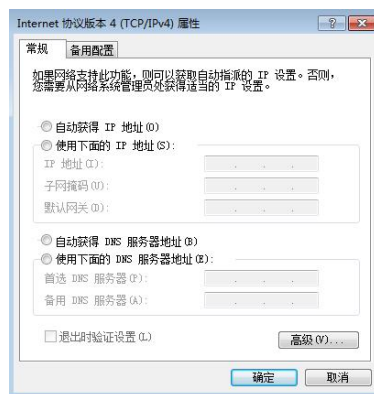 Internet 协议版本 4 (TCP/IPv4) 属性
常规 备用配置
如果网络支持此功能，则可以获取自动指派的 IP 设置。否则，
您需要从网络系统管理员处获得适当的 IP 设置。
自动获得 IP 地址(O)
使用下面的 IP 地址(S):
IP 地址(I):
子网掩码(U):
默认网关(D):
自动获得 DNS 服务器地址(B)
使用下面的 DNS 服务器地址(E):
首选 DNS 服务器(P):
备用 DNS 服务器(A):
退出时验证设置(L)
高级(V)...
确定 取消